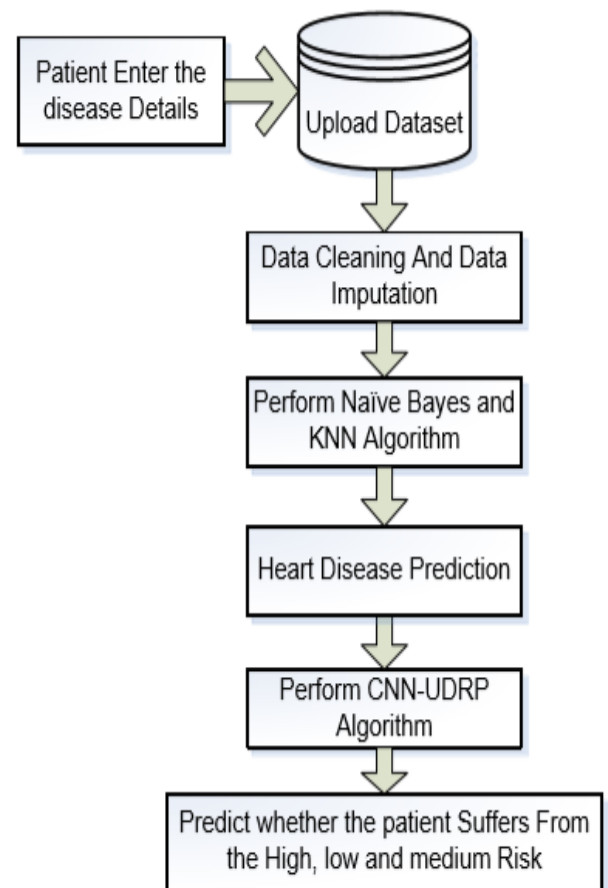 Patient Enter the
disease Details
Upload Dataset
Data Cleaning And Data
Imputation
Perform Naïve Bayes and
KNN Algorithm
Heart Disease Prediction
Perform CNN-UDRP
Algorithm
Predict whether the patient Suffers From
the High, low and medium Risk